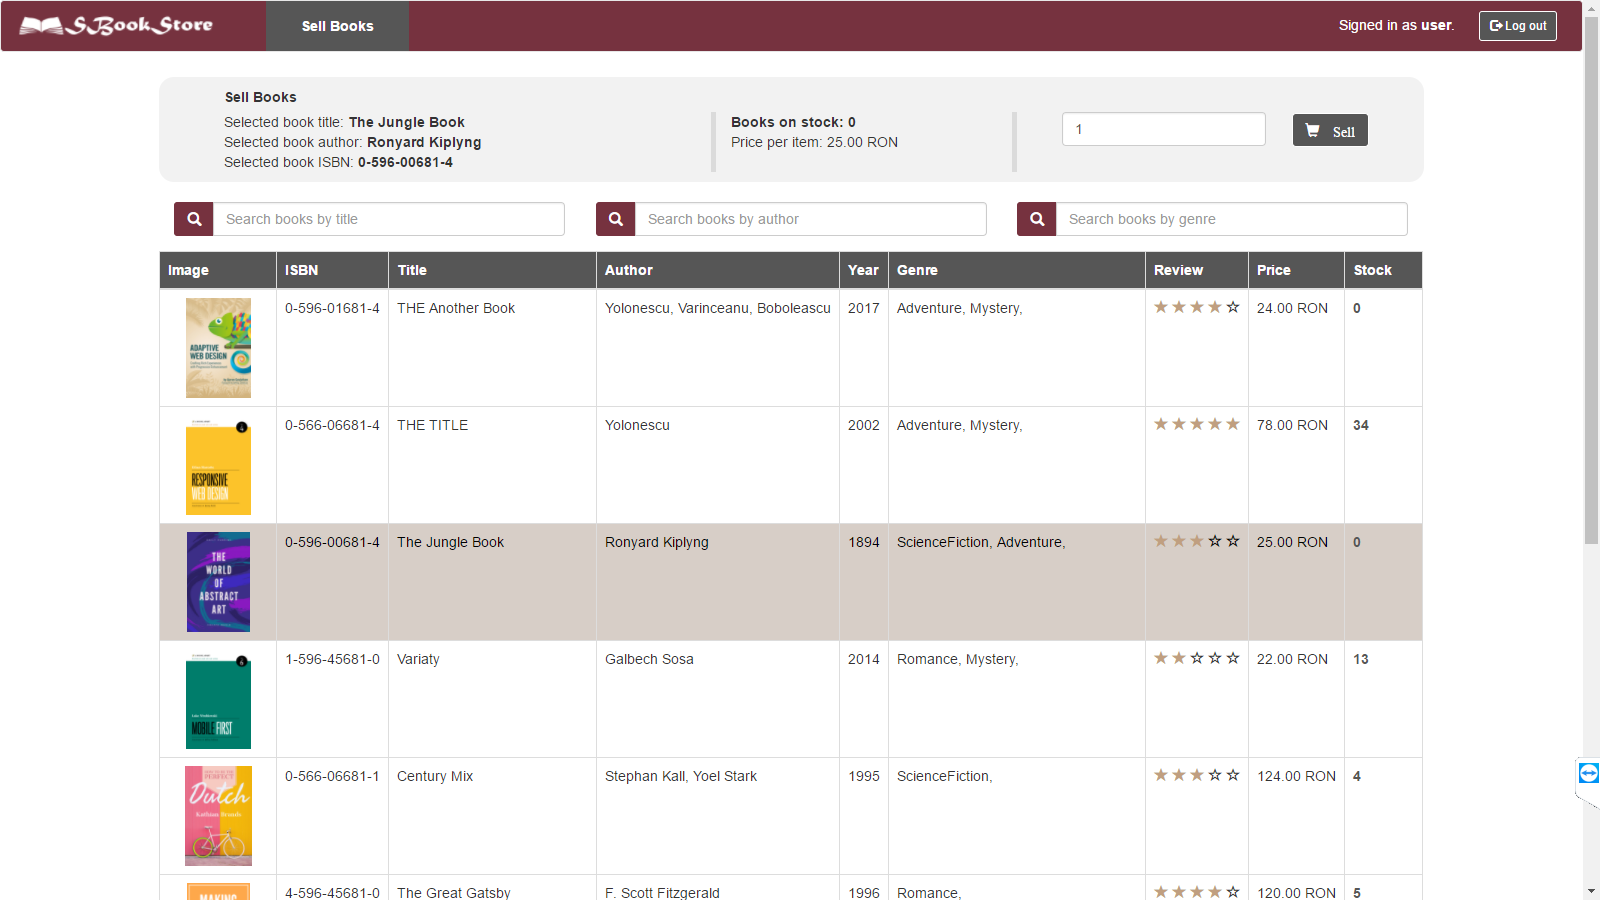 SBookStore
Sell Books
Signed in as user.
Log out
Sell Books
Selected book title: The Jungle Book
Selected book author: Ronyard Kiplyng
Selected book ISBN: 0-596-00681-4
Books on stock: 0
Price per item: 25.00 RON
1
Sell
Search books by title
Search books by author
Search books by genre
Image ISBN Title Author Year Genre Review Price Stock
0-596-01681-4 THE Another Book Yolonescu, Varinceanu, Boboleascu 2017 Adventure, Mystery, 24.00 RON 0
ADAPTIVE
WEB DESIGN
0-566-06681-4 THE TITLE Yolonescu 2002 Adventure, Mystery, 78.00 RON 34
RESPONSIVE
WEB DESIGN
0-596-00681-4 The Jungle Book Ronyard Kiplyng 1894 ScienceFiction, Adventure, 25.00 RON 0
THE
WORLD
OF
ABSTRACT
ART
1-596-45681-0 Variaty Galbech Sosa 2014 Romance, Mystery, 22.00 RON 13
MOBILE FIRST
0-566-06681-1 Century Mix Stephan Kall, Yoel Stark 1995 ScienceFiction, 124.00 RON 4
PERFECT
Dutch
4-596-45681-0 The Great Gatsby F. Scott Fitzgerald 1996 Romance, 120.00 RON 5
MAKING